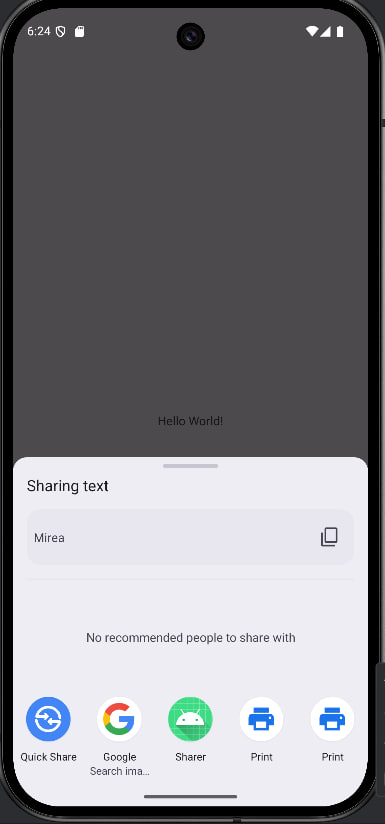 6:24
Hello World!
Sharing text
Mirea
No recommended people to share with
Quick Share
Google
Search ima...
Sharer
Print
Print